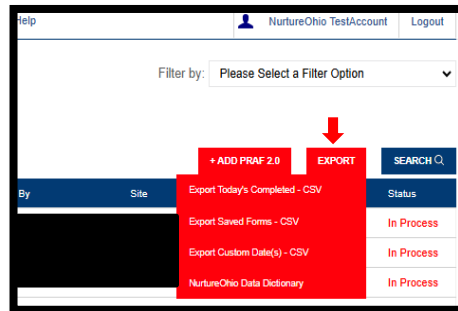 Help NurtureOhio TestAccount Logout
Filter by: Please Select a Filter Option
+ ADD PRAF 2.0 EXPORT SEARCH
By Site Status
Export Today's Completed - CSV
Export Saved Forms - CSV In Process
Export Custom Date(s) - CSV In Process
NurtureOhio Data Dictionary In Process